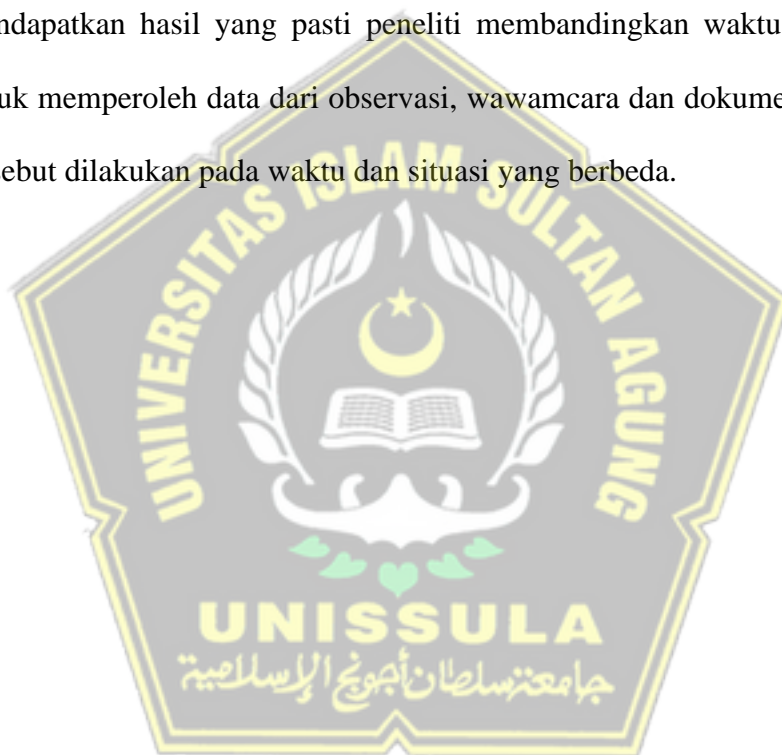 ndapatkan hasil yang pasti peneliti membandingkan waktu
uk memperoleh data dari observasi, wawamcara dan dokume
sebut dilakukan pada waktu dan situasi yang berbeda.
UNIVERSITAS ISLAM SULTAN AGUNG
UNISSULA
جامعة سلطان أجونج الإسلامية